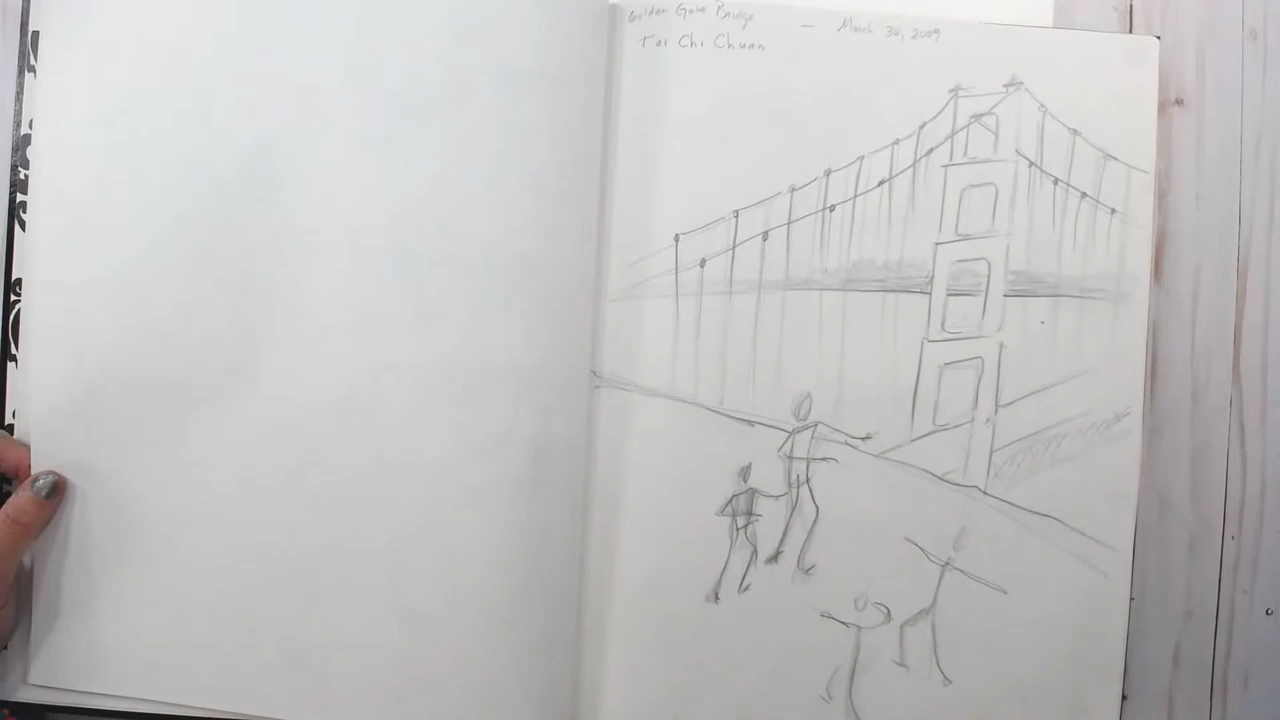 Golden Gate Bridge — March 30, 2009
Tai Chi Chuan